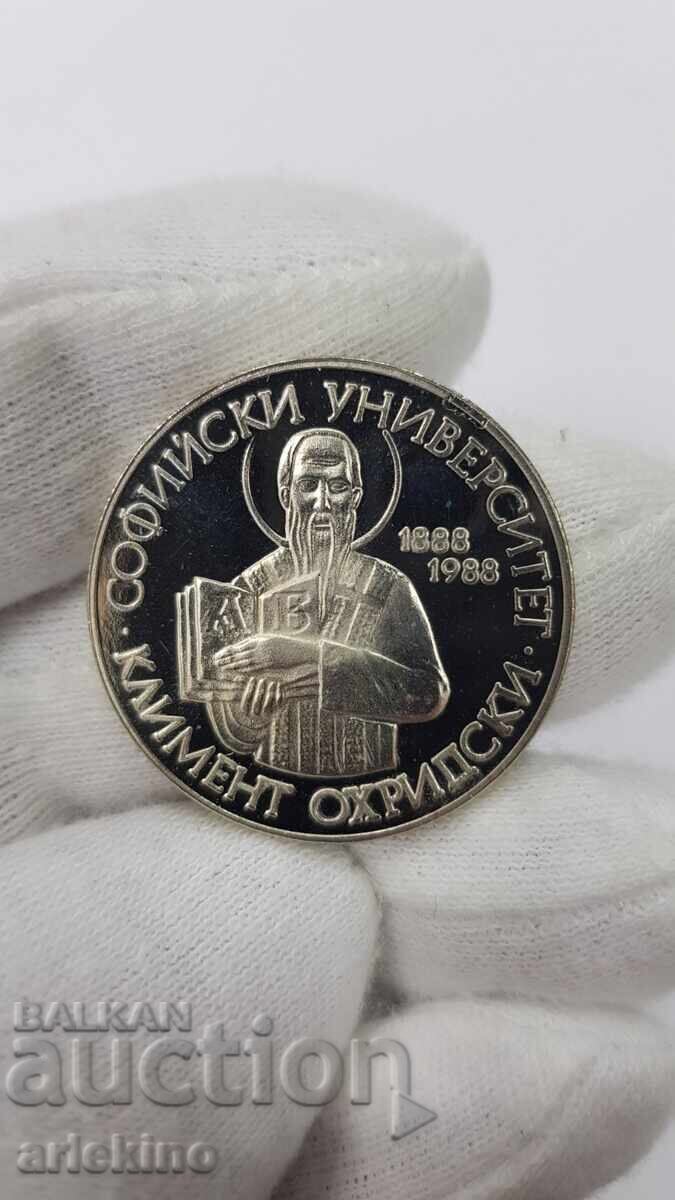 · СОФИЙСКИ УНИВЕРСИТЕТ ·
КЛИМЕНТ ОХРИДСКИ
1888
1988
А Б
BALKAN
auction
arlekino